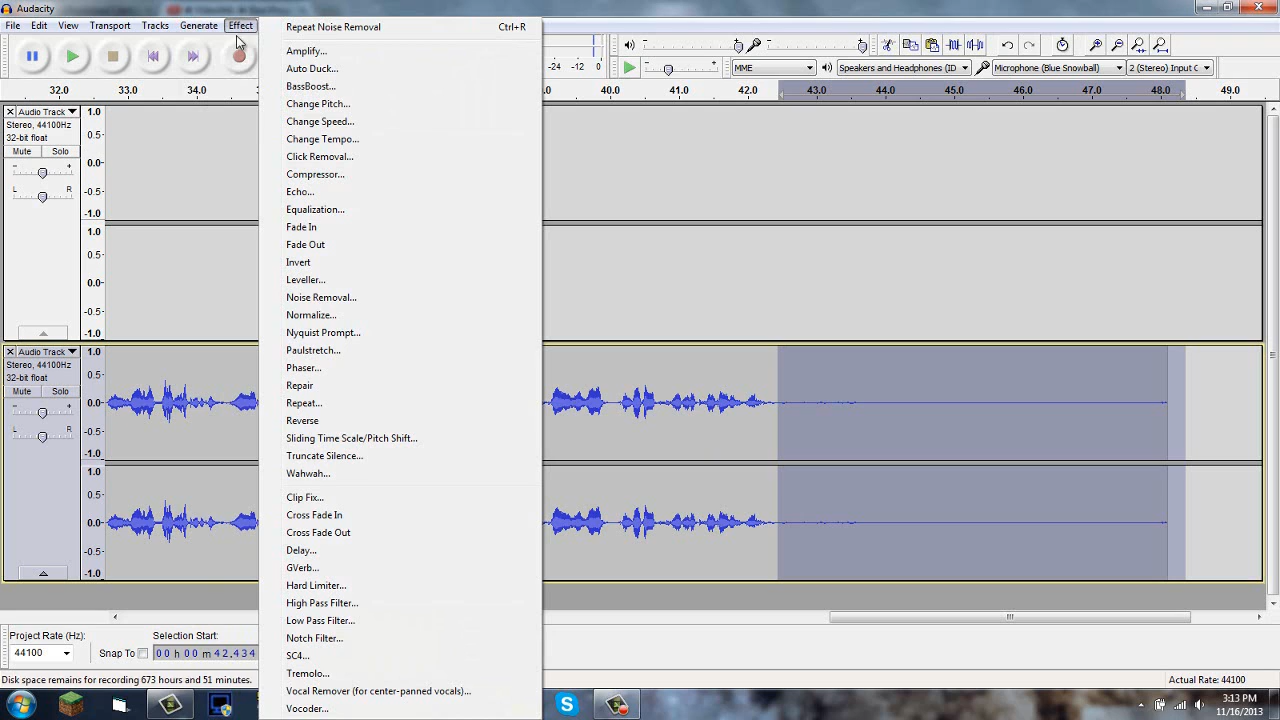 Audacity
File Edit View Transport Tracks Generate Effect
Repeat Noise Removal Ctrl+R
Amplify...
Auto Duck...
BassBoost...
Change Pitch...
Change Speed...
Change Tempo...
Click Removal...
Compressor...
Echo...
Equalization...
Fade In
Fade Out
Invert
Leveller...
Noise Removal...
Normalize...
Nyquist Prompt...
Paulstretch...
Phaser...
Repair
Repeat...
Reverse
Sliding Time Scale/Pitch Shift...
Truncate Silence...
Wahwah...
Clip Fix...
Cross Fade In
Cross Fade Out
Delay...
GVerb...
Hard Limiter...
High Pass Filter...
Low Pass Filter...
Notch Filter...
SC4...
Tremolo...
Vocal Remover (for center-panned vocals)...
Vocoder...
-24 -12 0
MME Speakers and Headphones (ID Microphone (Blue Snowball) 2 (Stereo) Input C
32.0 33.0 34.0 40.0 41.0 42.0 43.0 44.0 45.0 46.0 47.0 48.0 49.0
Audio Track
Stereo, 44100Hz
32-bit float
Mute Solo
- +
L R
1.0
0.5
0.0
-0.5
-1.0
1.0
0.5
0.0
-0.5
-1.0
Audio Track
Stereo, 44100Hz
32-bit float
Mute Solo
- +
L R
1.0
0.5
0.0
-0.5
-1.0
1.0
0.5
0.0
-0.5
-1.0
Project Rate (Hz): Selection Start:
44100 Snap To 00 h 00 m 42.434
Disk space remains for recording 673 hours and 51 minutes. Actual Rate: 44100
3:13 PM
11/16/2013